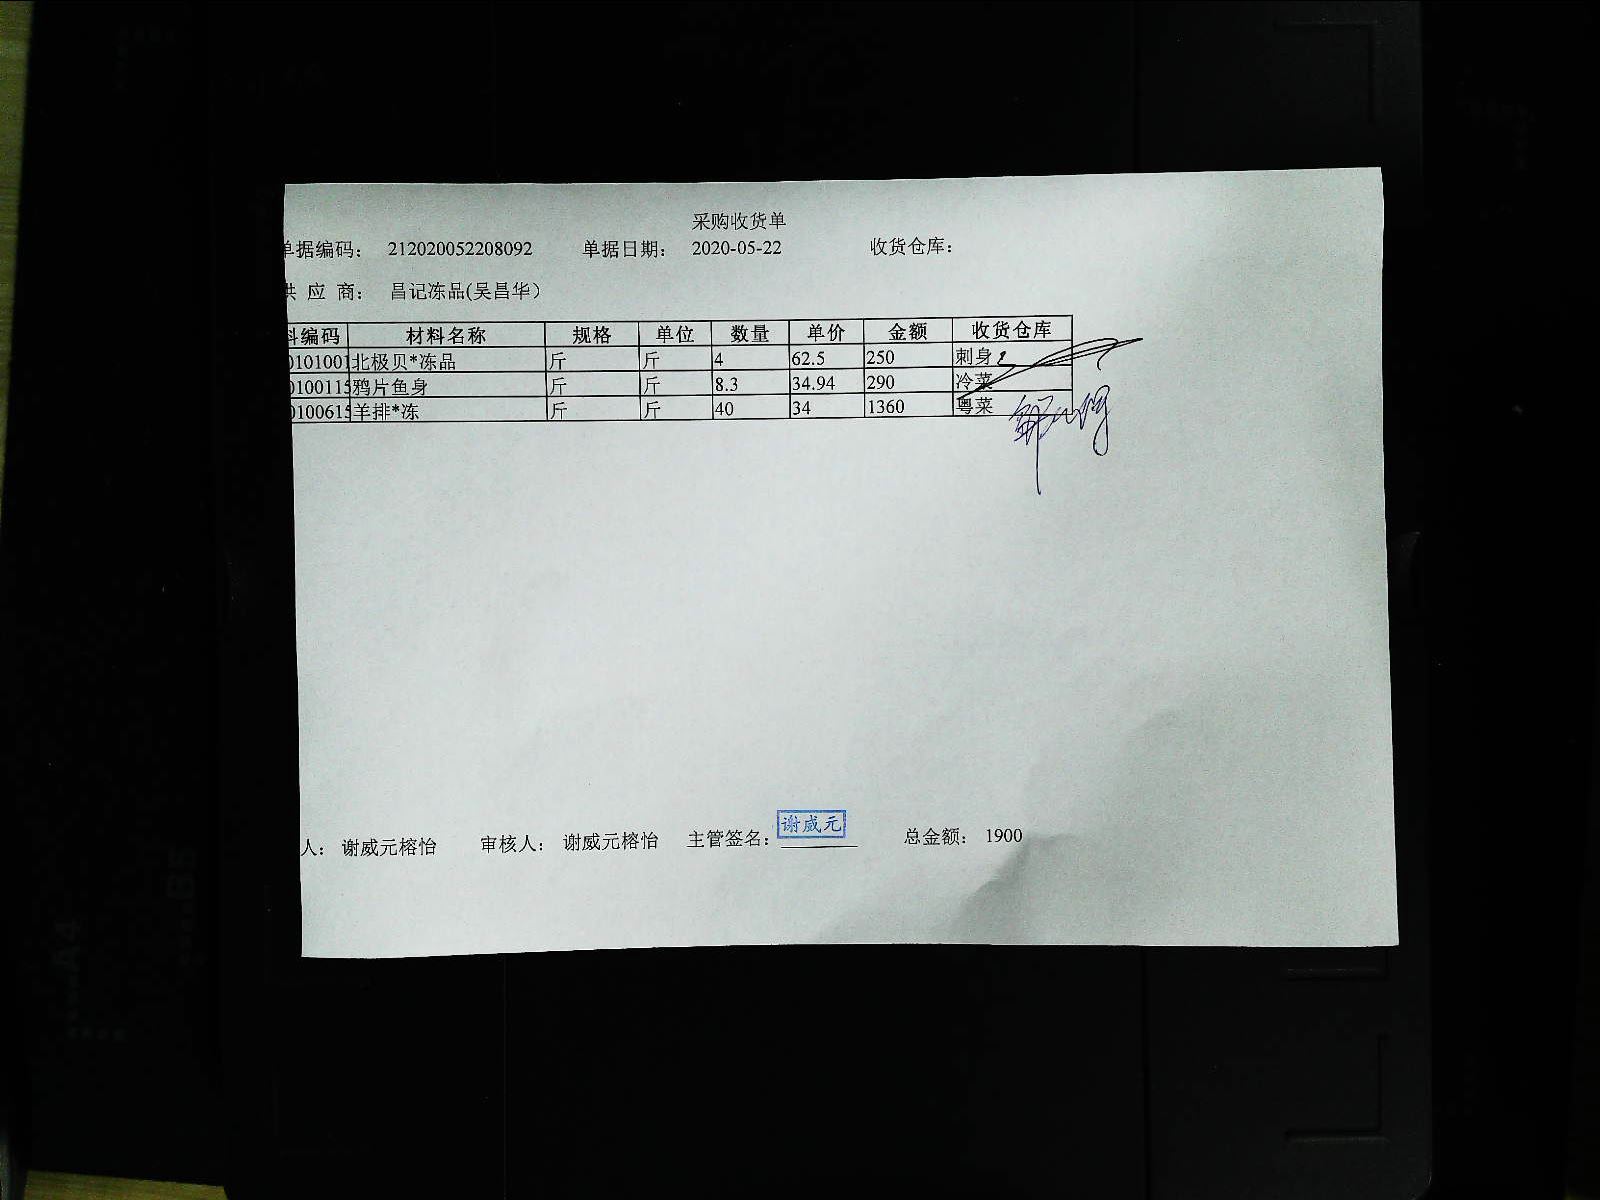 采购收货单
单据编码： 212020052208092 单据日期： 2020-05-22 收货仓库：
供 应 商： 昌记冻品(吴昌华）
料编码 材料名称 规格 单位 数量 单价 金额 收货仓库
0101001 北极贝*冻品 斤 斤 4 62.5 250 刺身
0100115 鸦片鱼身 斤 斤 8.3 34.94 290 冷菜
0100615 羊排*冻 斤 斤 40 34 1360 粤菜
人： 谢威元榕怡 审核人： 谢威元榕怡 主管签名： 谢威元 总金额： 1900